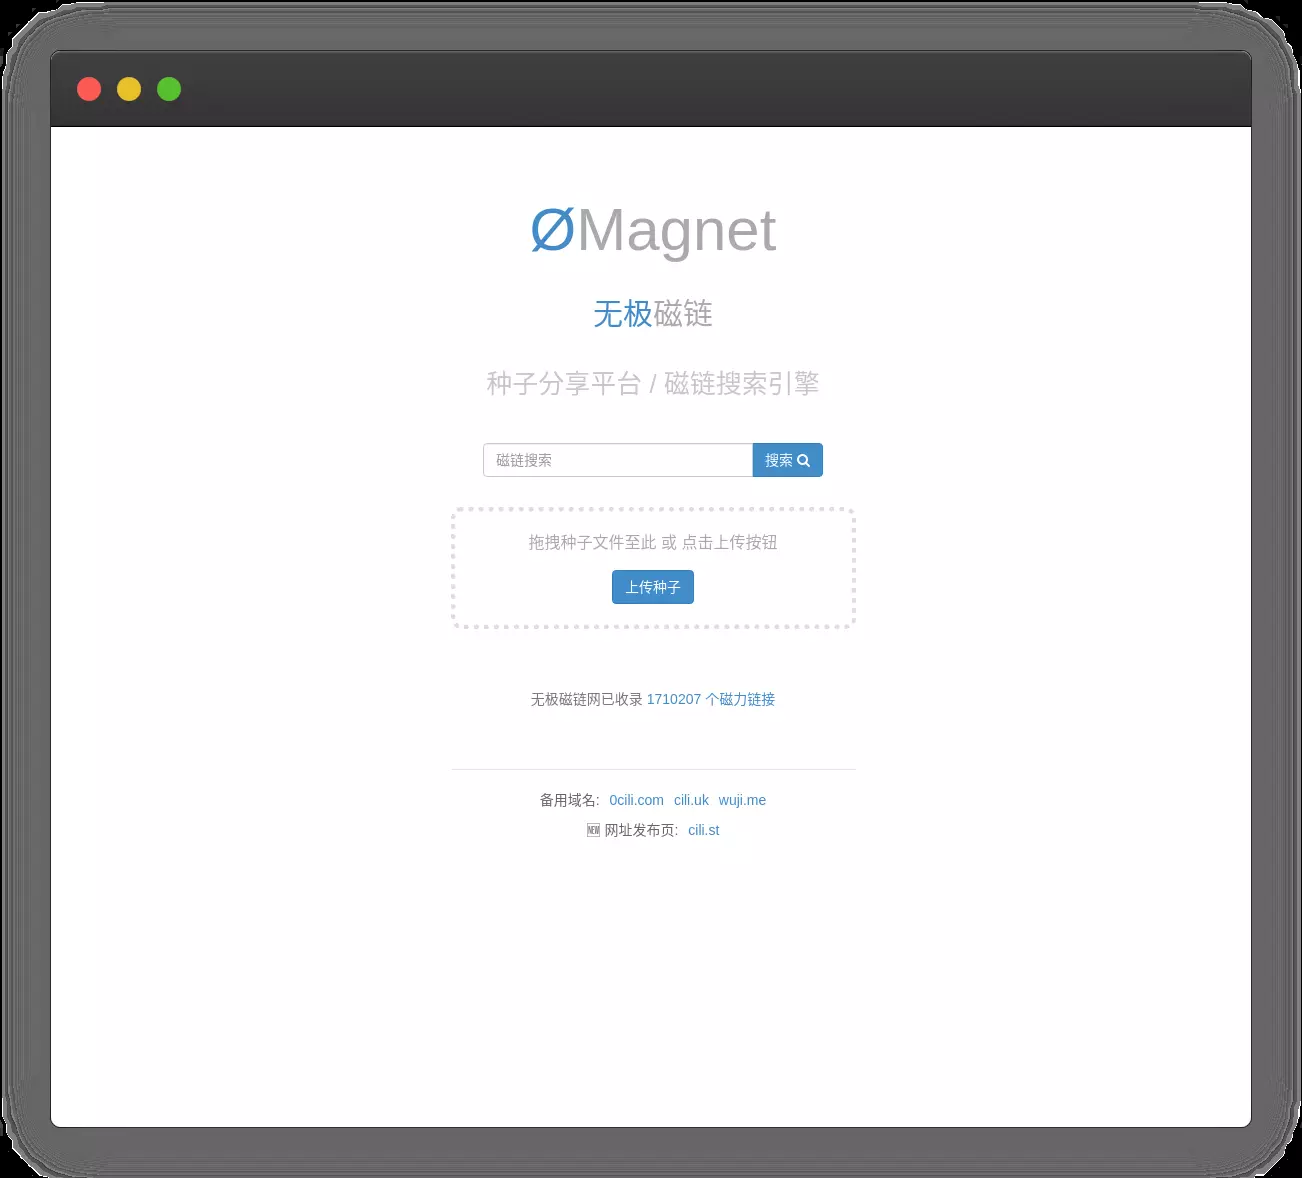 ØMagnet
无极磁链
种子分享平台 / 磁链搜索引擎
磁链搜索 搜索
拖拽种子文件至此 或 点击上传按钮
上传种子
无极磁链网已收录 1710207 个磁力链接
备用域名: 0cili.com cili.uk wuji.me
🆕 网址发布页: cili.st